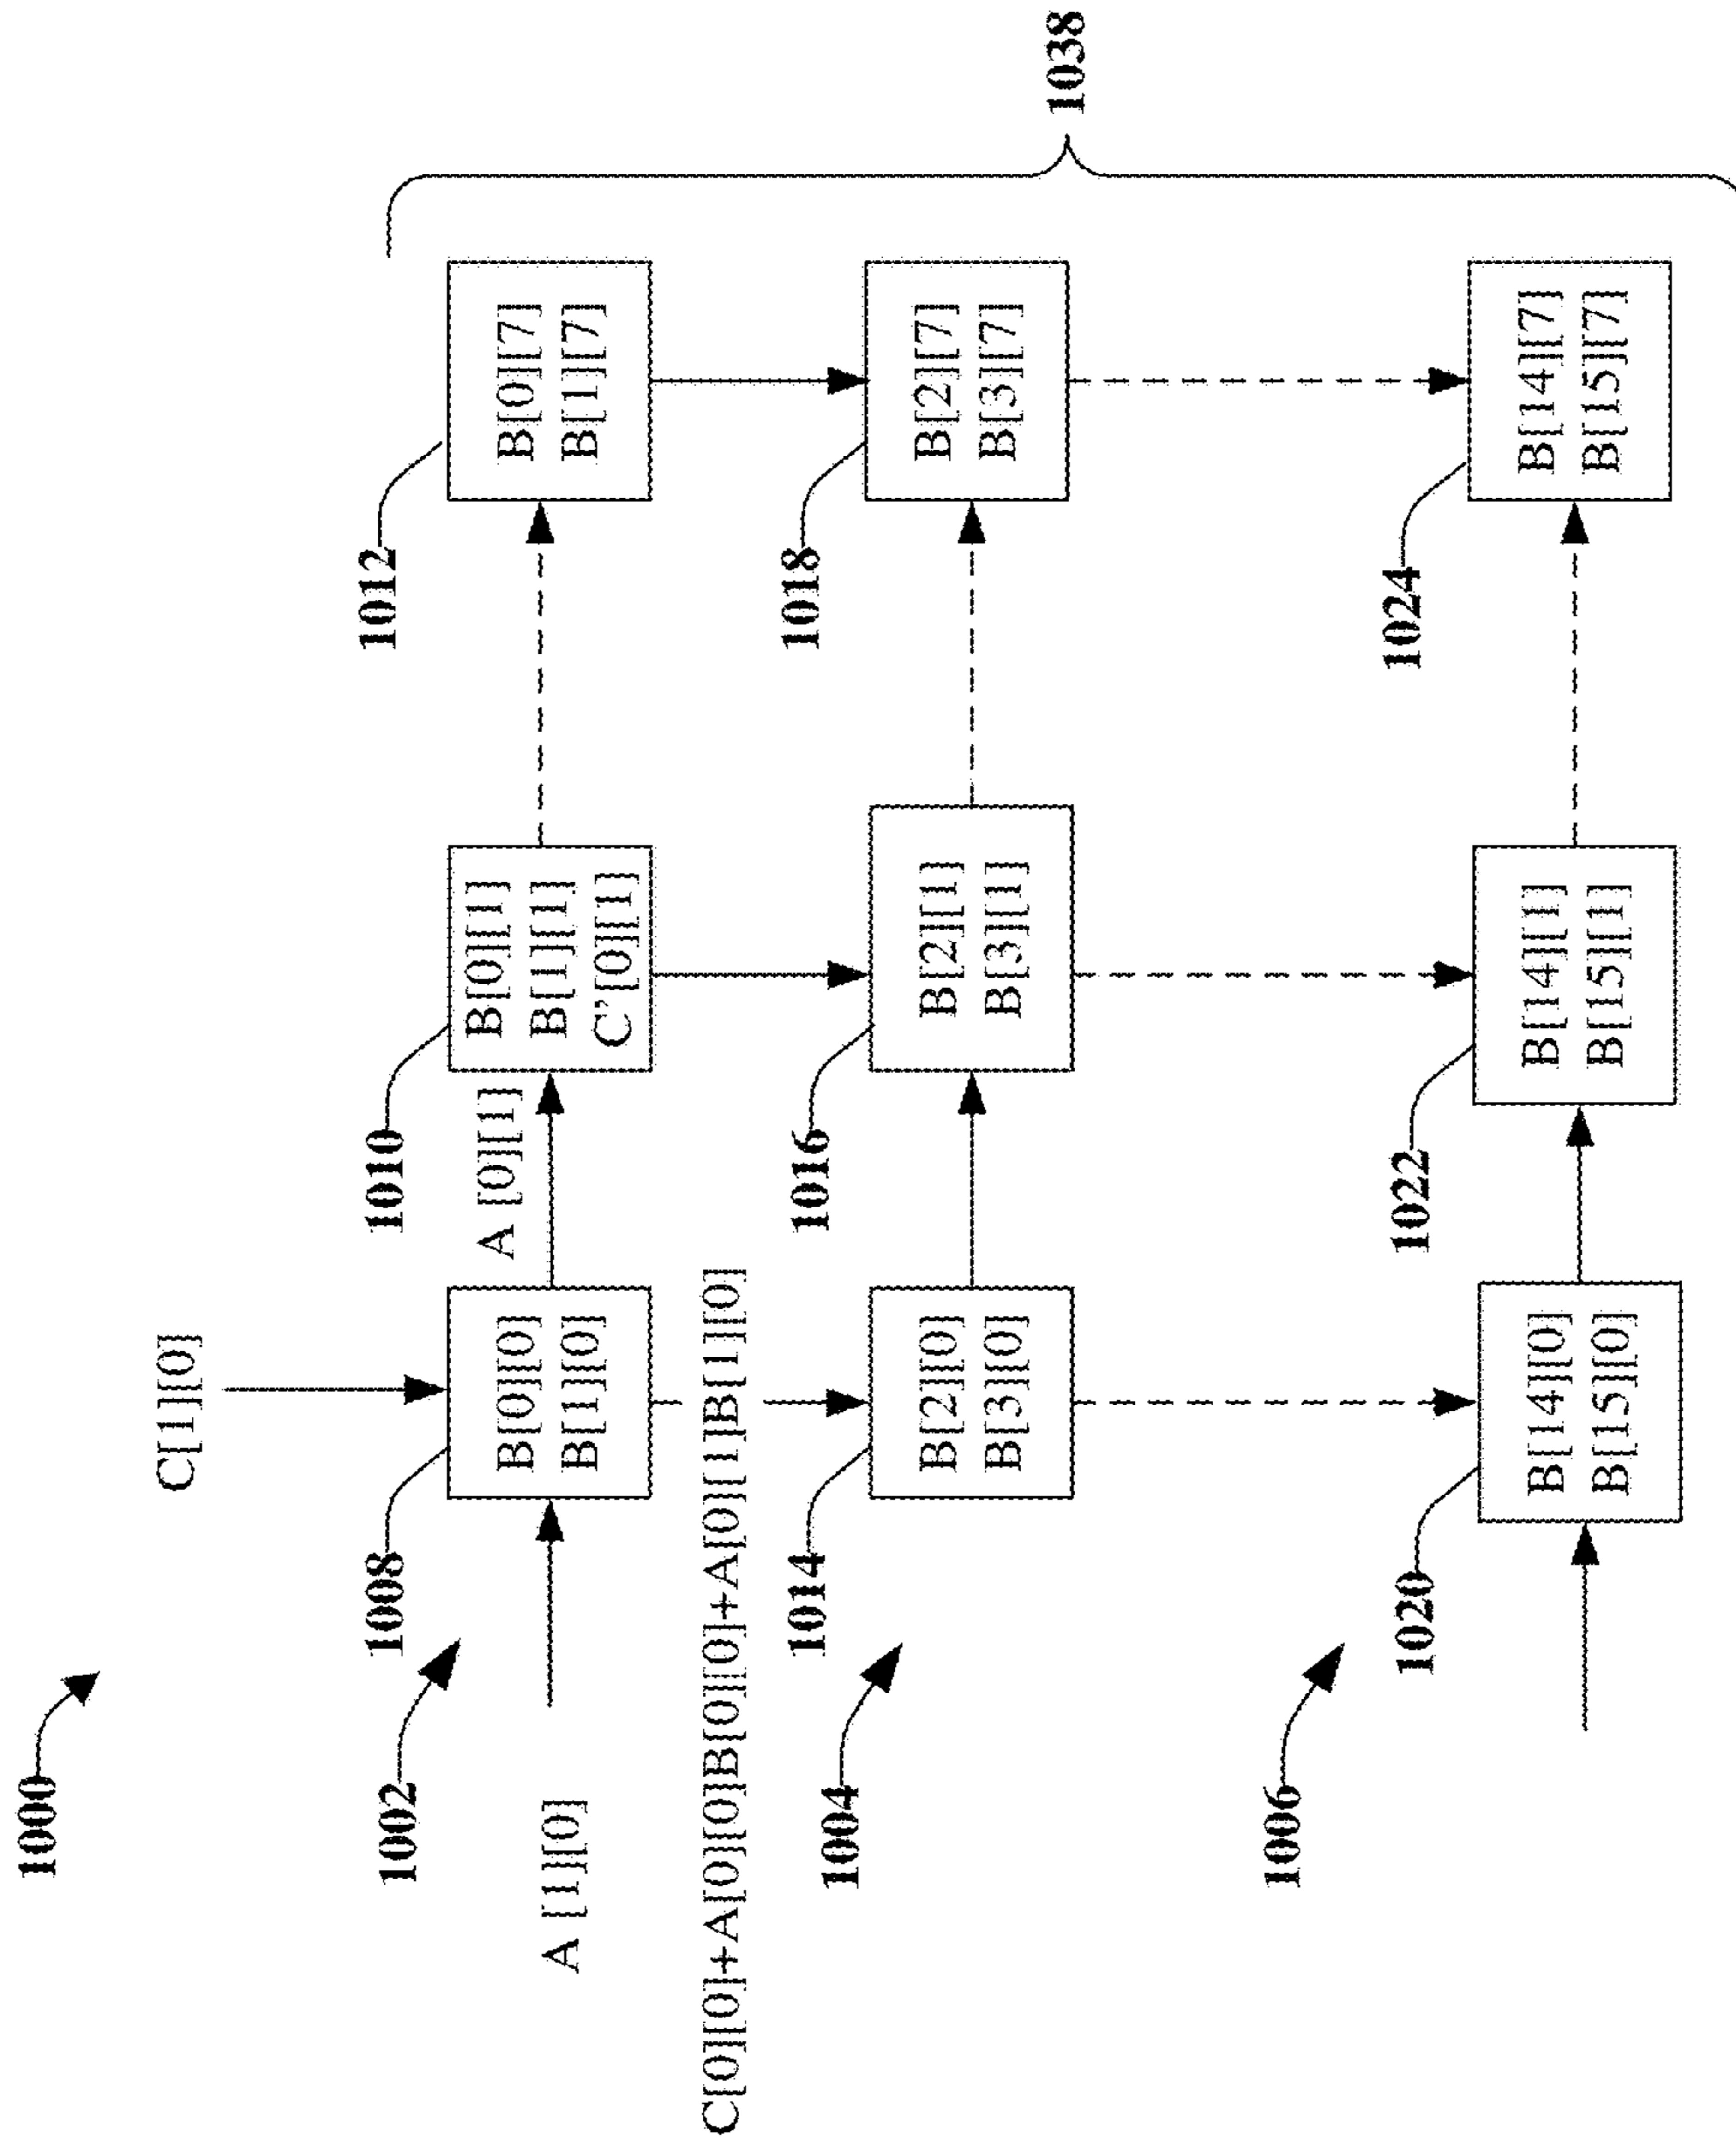 1000
C[1][0]
1002
1008
1010
1012
B[0][0]
B[1][0]
A [0][1]
B[0][1]
B[1][1]
C'[0][1]
B[0][7]
B[1][7]
A [1][0]
C[0][0]+A[0][0]B[0][0]+A[0][1]B[1][0]
1004
1014
1016
1018
B[2][0]
B[3][0]
B[2][1]
B[3][1]
B[2][7]
B[3][7]
1038
1006
1020
1022
1024
B[14][0]
B[15][0]
B[14][1]
B[15][1]
B[14][7]
B[15][7]